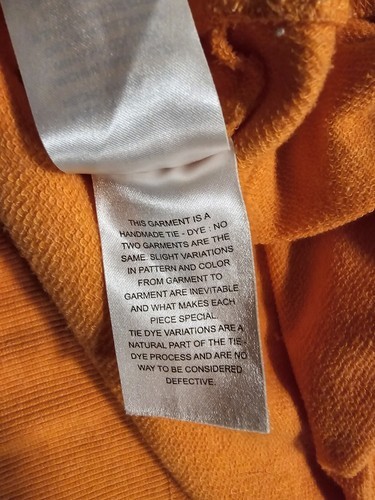 THIS GARMENT IS A
HANDMADE TIE - DYE : NO
TWO GARMENTS ARE THE
SAME. SLIGHT VARIATIONS
IN PATTERN AND COLOR
FROM GARMENT TO
GARMENT ARE INEVITABLE
AND WHAT MAKES EACH
PIECE SPECIAL.
TIE DYE VARIATIONS ARE A
NATURAL PART OF THE TIE -
DYE PROCESS AND ARE NO
WAY TO BE CONSIDERED
DEFECTIVE.